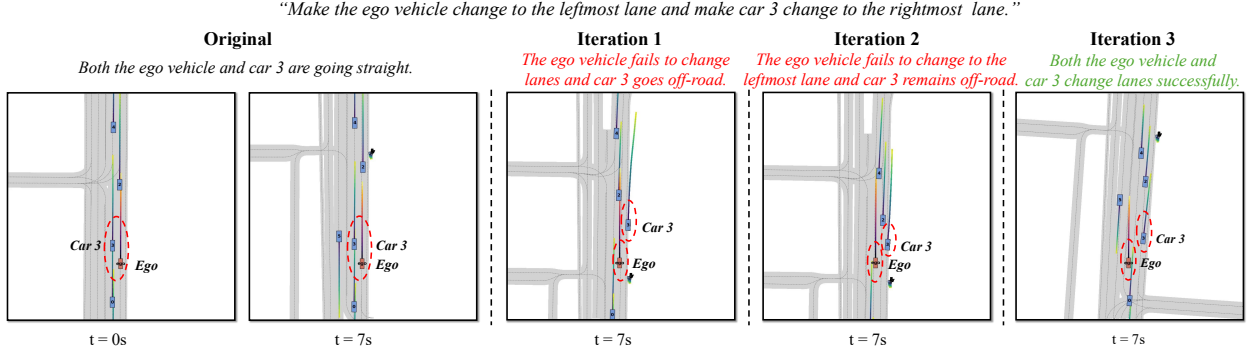 “Make the ego vehicle change to the leftmost lane and make car 3 change to the rightmost lane.”
Original
Both the ego vehicle and car 3 are going straight.
Iteration 1
The ego vehicle fails to change
lanes and car 3 goes off-road.
Iteration 2
The ego vehicle fails to change to the
leftmost lane and car 3 remains off-road.
Iteration 3
Both the ego vehicle and
car 3 change lanes successfully.
Car 3
Ego
Car 3
Ego
Car 3
Ego
Car 3
Ego
Car 3
Ego
t = 0s
t = 7s
t = 7s
t = 7s
t = 7s